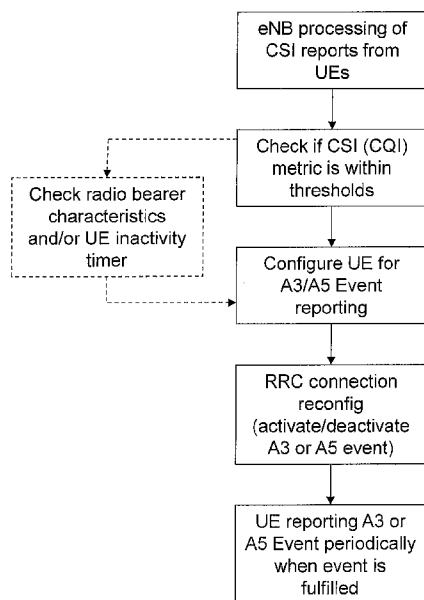 eNB processing of
CSI reports from
UEs
Check if CSI (CQI)
metric is within
thresholds
Check radio bearer
characteristics
and/or UE inactivity
timer
Configure UE for
A3/A5 Event
reporting
RRC connection
reconfig
(activate/deactivate
A3 or A5 event)
UE reporting A3 or
A5 Event periodically
when event is
fulfilled